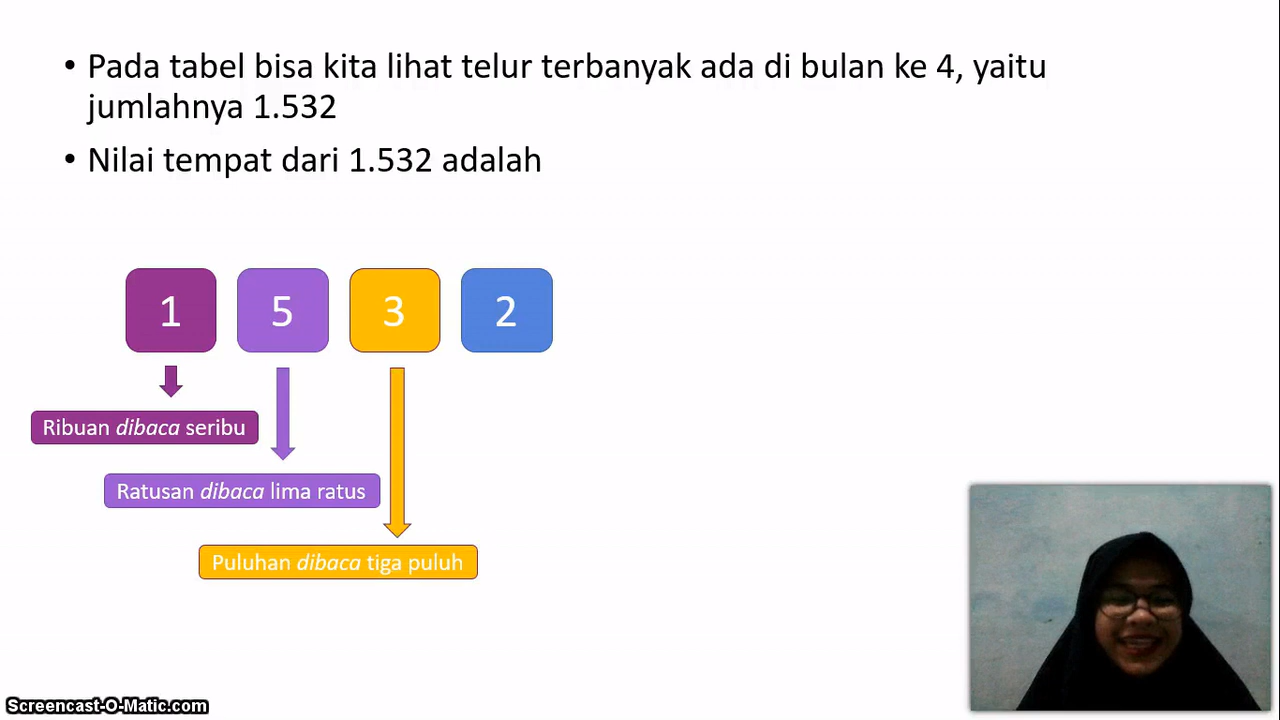 • Pada tabel bisa kita lihat telur terbanyak ada di bulan ke 4, yaitu
jumlahnya 1.532
• Nilai tempat dari 1.532 adalah
1 5 3 2
Ribuan dibaca seribu
Ratusan dibaca lima ratus
Puluhan dibaca tiga puluh
Screencast-O-Matic.com